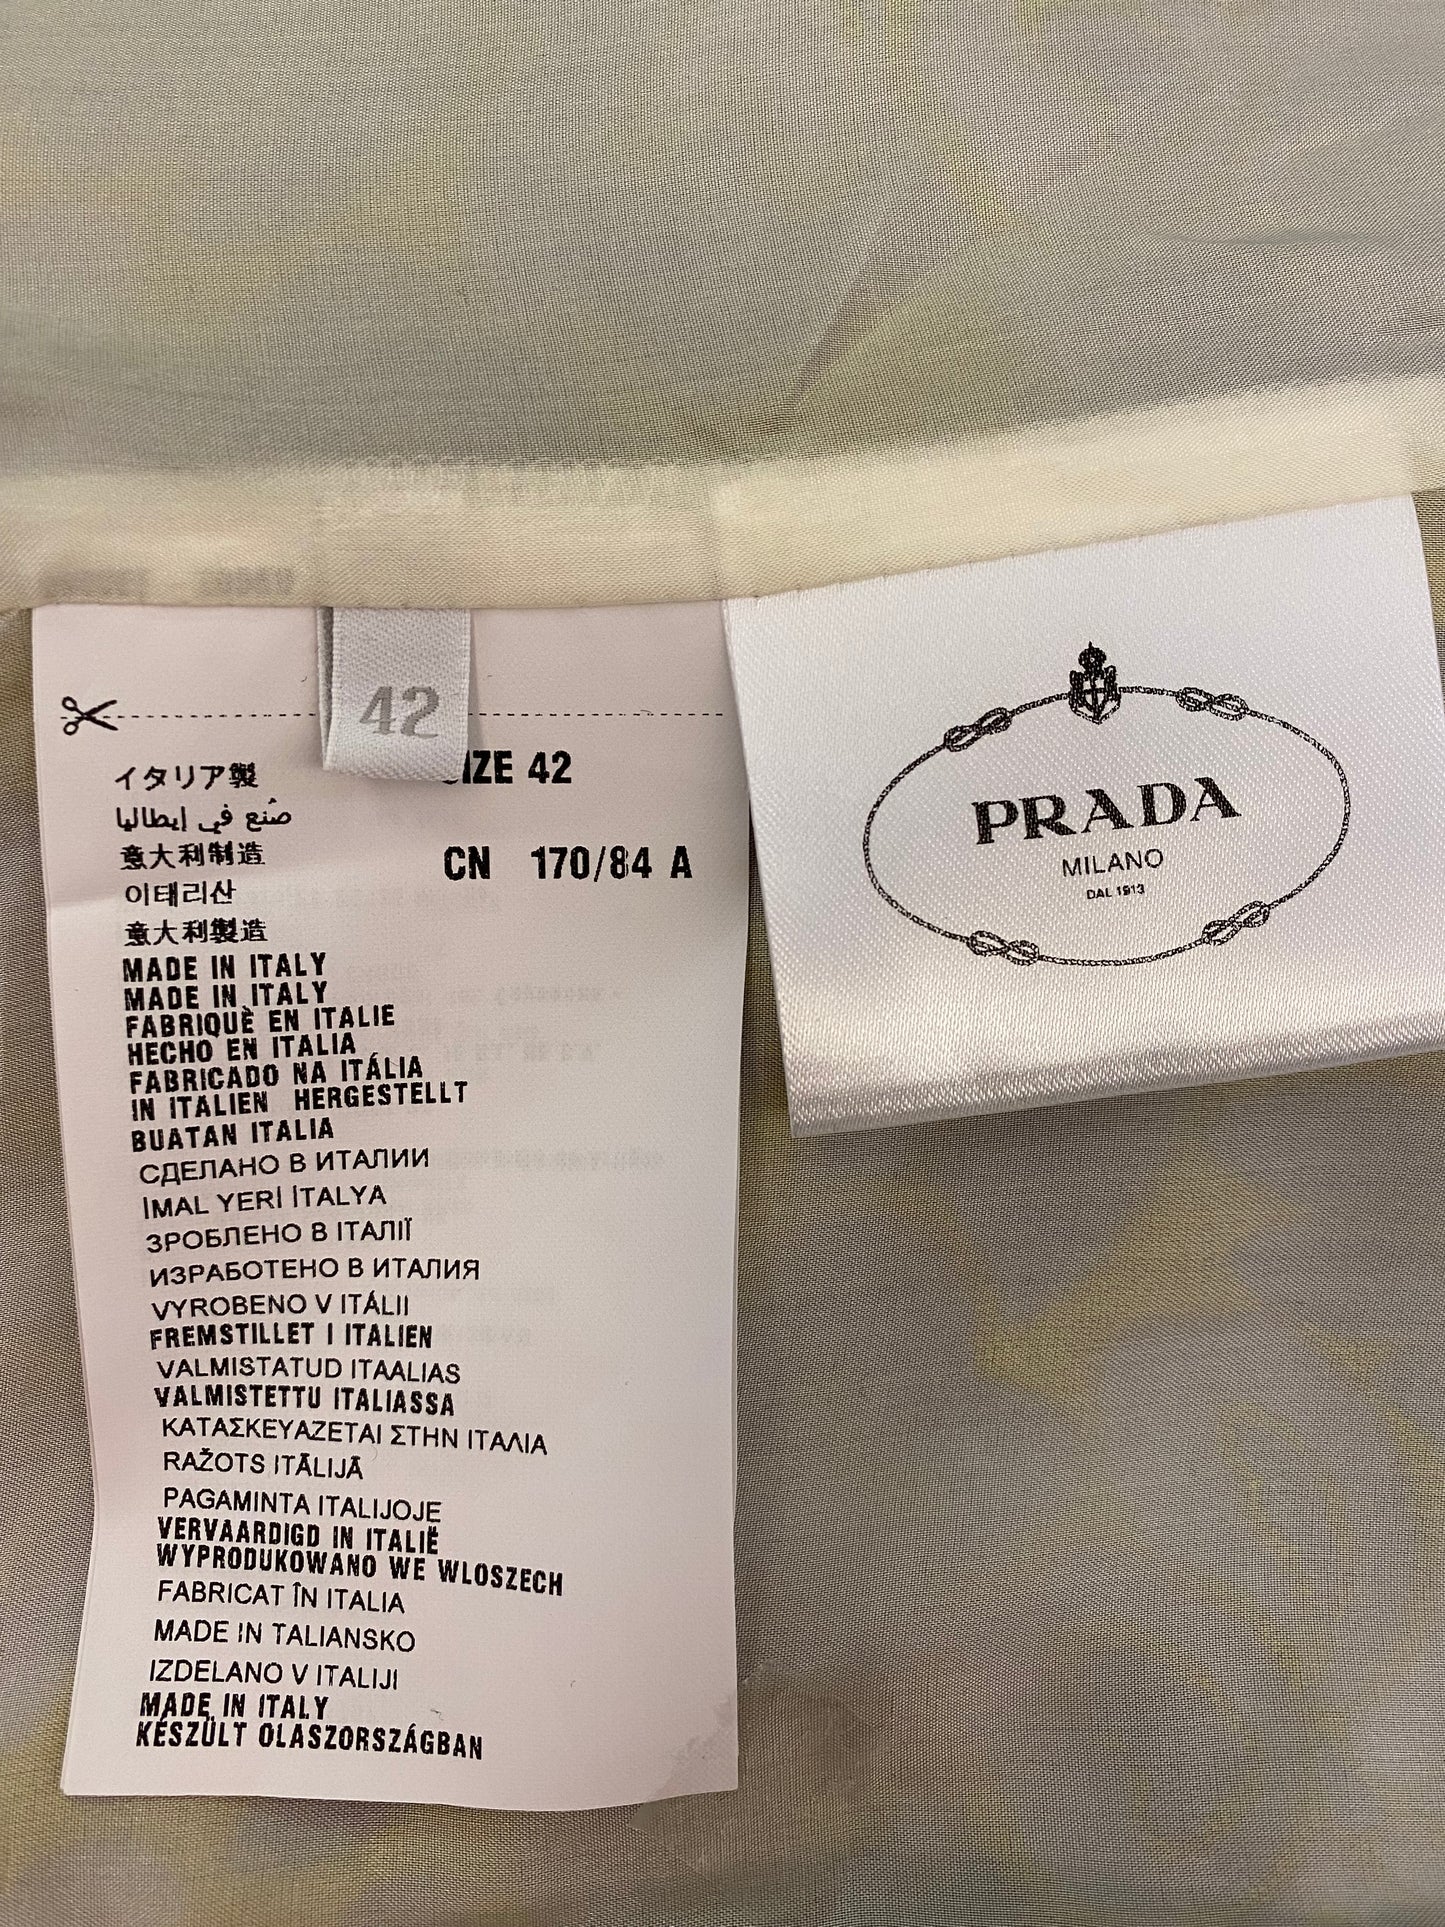 42
SIZE 42
CN 170/84 A
イタリア製
صُنع في إيطاليا
意大利制造
이태리산
意大利製造
MADE IN ITALY
MADE IN ITALY
FABRIQUÈ EN ITALIE
HECHO EN ITALIA
FABRICADO NA ITÁLIA
IN ITALIEN HERGESTELLT
BUATAN ITALIA
СДЕЛАНО В ИТАЛИИ
İMAL YERİ İTALYA
ЗРОБЛЕНО В ІТАЛІЇ
ИЗРАБОТЕНО В ИТАЛИЯ
VYROBENO V ITÁLII
FREMSTILLET I ITALIEN
VALMISTATUD ITAALIAS
VALMISTETTU ITALIASSA
ΚΑΤΑΣΚΕΥΑΖΕΤΑΙ ΣΤΗΝ ΙΤΑΛΙΑ
RAŽOTS ITĀLIJĀ
PAGAMINTA ITALIJOJE
VERVAARDIGD IN ITALIË
WYPRODUKOWANO WE WLOSZECH
FABRICAT ÎN ITALIA
MADE IN TALIANSKO
IZDELANO V ITALIJI
MADE IN ITALY
KÉSZÜLT OLASZORSZÁGBAN
PRADA
MILANO
DAL 1913